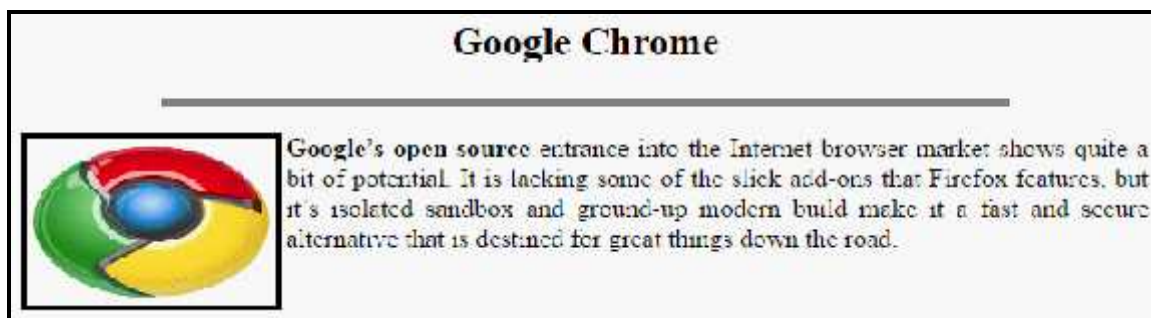 Google Chrome
Google's open source entrance into the Internet browser market shows quite a
bit of potential. It is lacking some of the slick add-ons that Firefox features, but
it's isolated sandbox and ground-up modern build make it a fast and secure
alternative that is destined for great things down the road.